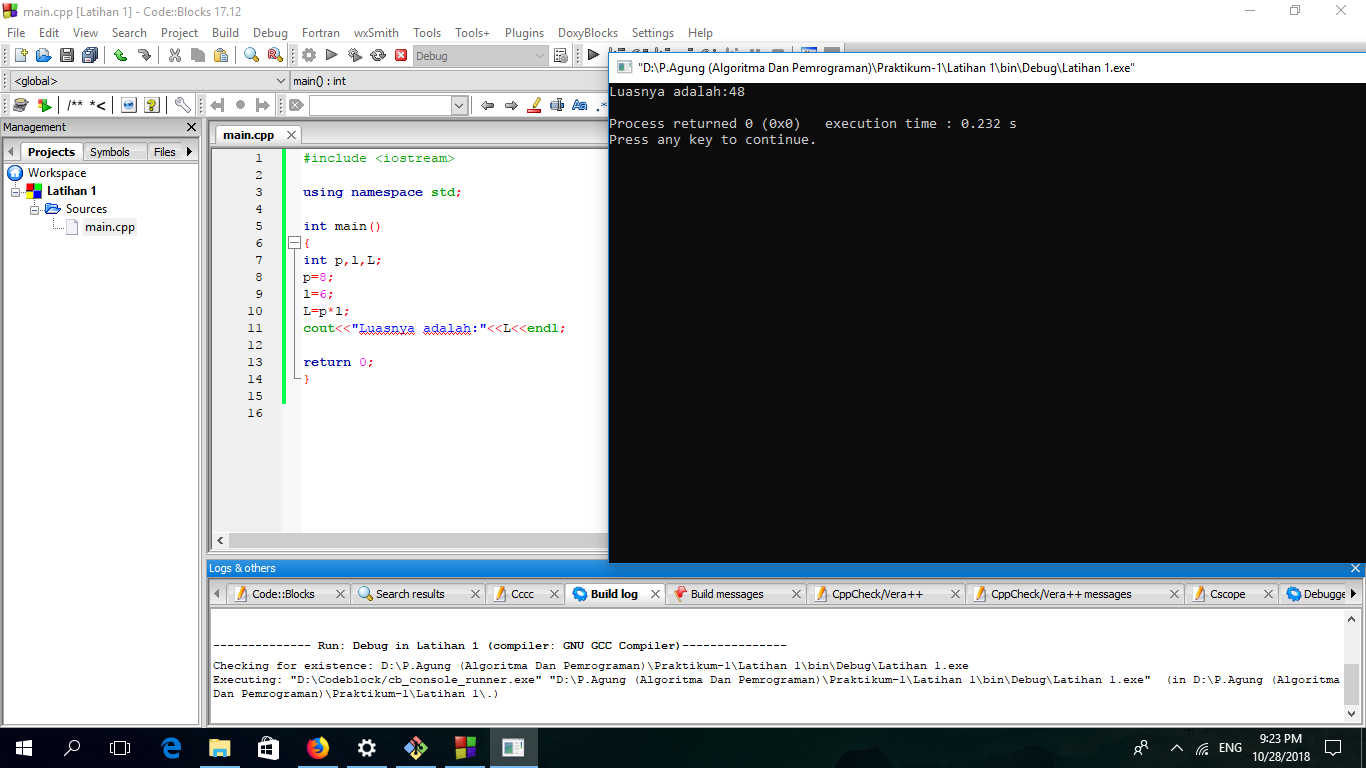 main.cpp [Latihan 1] - Code::Blocks 17.12
File Edit View Search Project Build Debug Fortran wxSmith Tools Tools+ Plugins DoxyBlocks Settings Help
Debug
<global> main() : int
/** *< Aa .*
Management
Projects Symbols Files
Workspace
Latihan 1
Sources
main.cpp
main.cpp
1 #include <iostream>
2
3 using namespace std;
4
5 int main()
6 {
7 int p,l,L;
8 p=8;
9 l=6;
10 L=p*l;
11 cout<<"Luasnya adalah:"<<L<<endl;
12
13 return 0;
14 }
15
16
"D:\P.Agung (Algoritma Dan Pemrograman)\Praktikum-1\Latihan 1\bin\Debug\Latihan 1.exe"
Luasnya adalah:48
Process returned 0 (0x0)   execution time : 0.232 s
Press any key to continue.
Logs & others
Code::Blocks Search results Cccc Build log Build messages CppCheck/Vera++ CppCheck/Vera++ messages Cscope Debugge
-------------- Run: Debug in Latihan 1 (compiler: GNU GCC Compiler)---------------
Checking for existence: D:\P.Agung (Algoritma Dan Pemrograman)\Praktikum-1\Latihan 1\bin\Debug\Latihan 1.exe
Executing: "D:\Codeblock/cb_console_runner.exe" "D:\P.Agung (Algoritma Dan Pemrograman)\Praktikum-1\Latihan 1\bin\Debug\Latihan 1.exe"  (in D:\P.Agung (Algoritma
Dan Pemrograman)\Praktikum-1\Latihan 1\.)
ENG
9:23 PM
10/28/2018